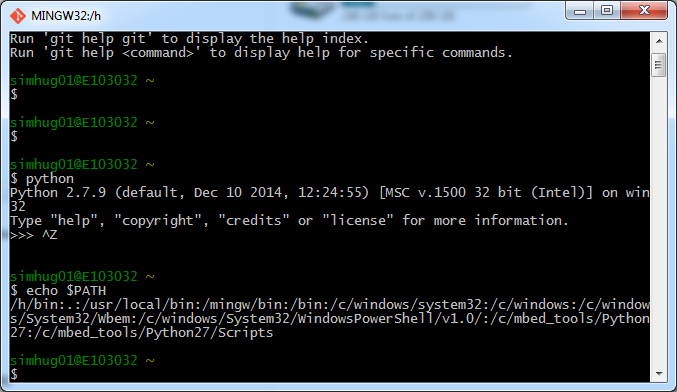 MINGW32:/h
Run 'git help git' to display the help index.
Run 'git help <command>' to display help for specific commands.
simhug01@E103032 ~
$
simhug01@E103032 ~
$
simhug01@E103032 ~
$ python
Python 2.7.9 (default, Dec 10 2014, 12:24:55) [MSC v.1500 32 bit (Intel)] on win
32
Type "help", "copyright", "credits" or "license" for more information.
>>> ^Z
simhug01@E103032 ~
$ echo $PATH
/h/bin:.:/usr/local/bin:/mingw/bin:/bin:/c/windows/system32:/c/windows:/c/window
s/System32/Wbem:/c/windows/System32/WindowsPowerShell/v1.0/:/c/mbed_tools/Python
27:/c/mbed_tools/Python27/Scripts
simhug01@E103032 ~
$